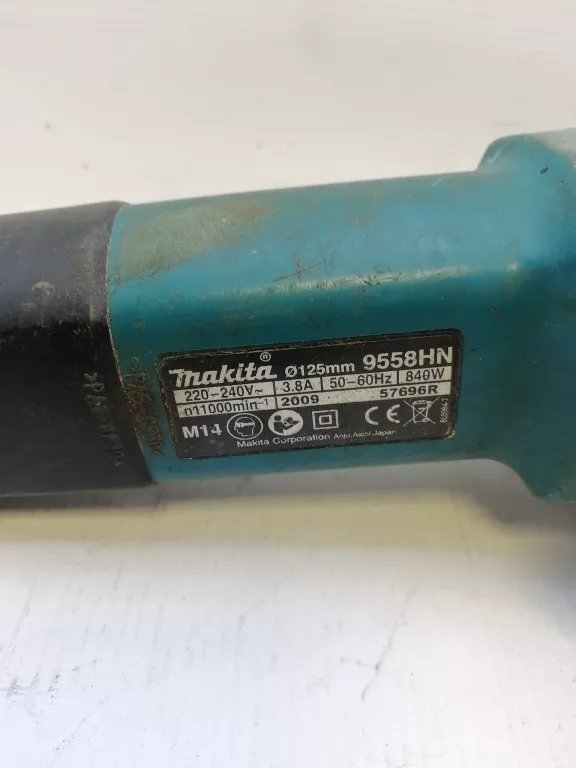 makita® Ø125mm 9558HN
220-240V~ 3.8A 50-60Hz 840W
n11000min⁻¹ 2009 57696R
M14 CE
Makita Corporation Anjo, Aichi, Japan